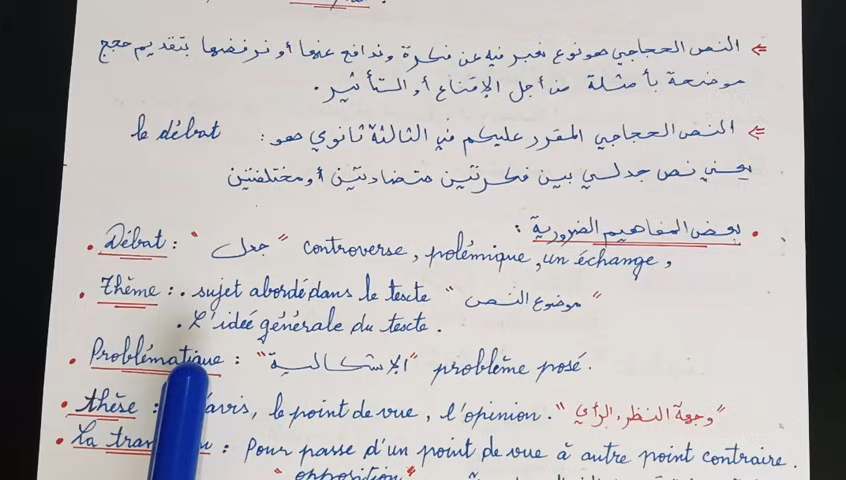 ⇐ النص الحجاجي هو نوع نعبر فيه عن فكرة وندافع عنها أو نرفضها بتقديم حجج
موضحة بأمثلة من أجل الإقناع أو التأثير.
⇐ النص الحجاجي المقرر عليكم في الثالثة ثانوي هو: le débat
يعني نص جدلي بين فكرتين متضادتين أو مختلفتين
• بعض المفاهيم الضرورية :
• Débat : "جدل" controverse, polémique, un échange,
• Thème : • sujet abordé dans le texte "موضوع النص"
• L'idée générale du texte.
• Problématique : "الإشكالية" problème posé.
• thèse : avis, le point de vue, l'opinion. "وجهة النظر، الرأي"
• La tran : Pour passe d'un point de vue à autre point contraire.
"opposition"